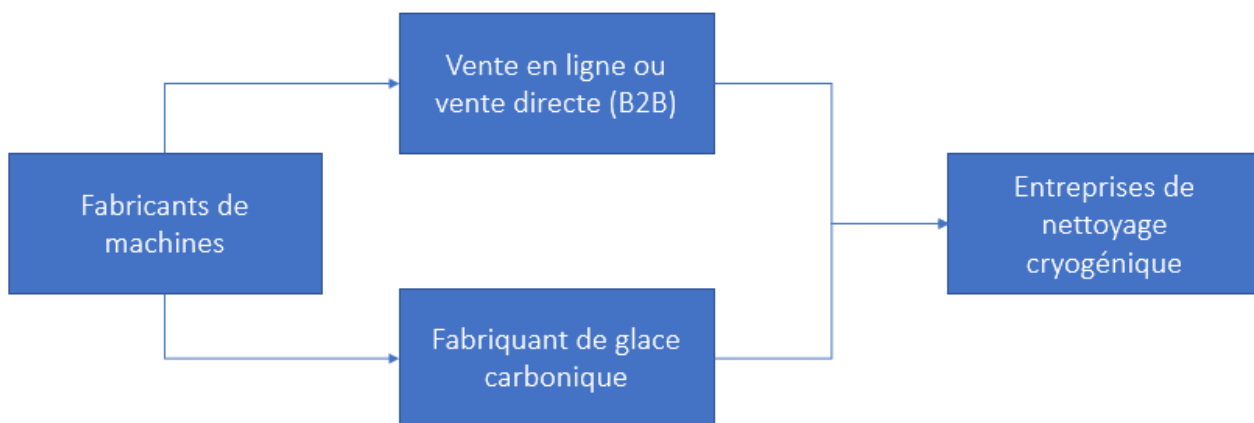 Vente en ligne ou
vente directe (B2B)
Fabricants de
machines
Entreprises de
nettoyage
cryogénique
Fabriquant de glace
carbonique